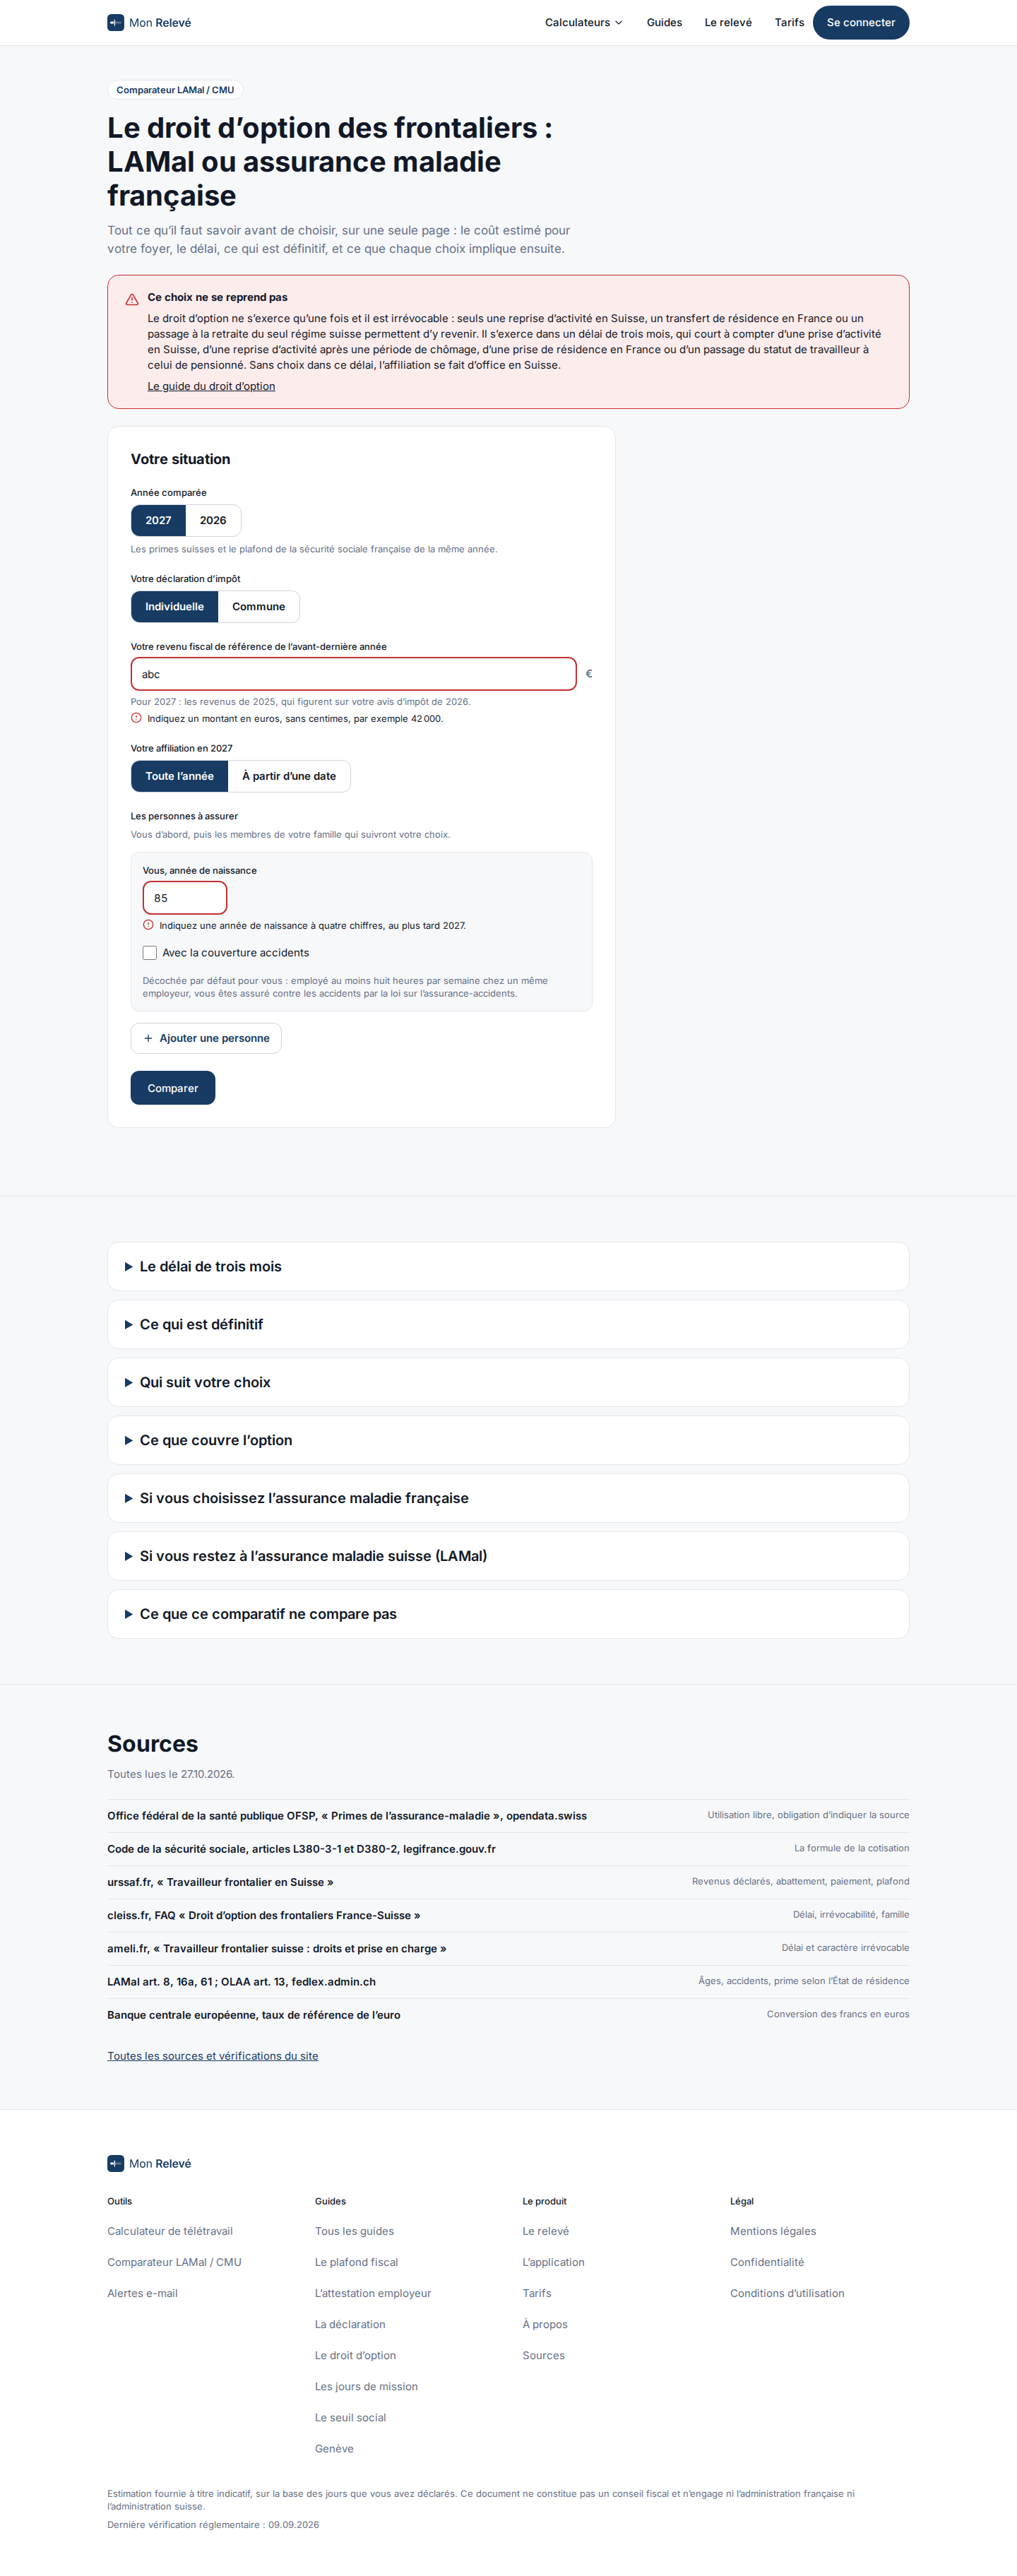 Mon Relevé
Calculateurs
Guides
Le relevé
Tarifs
Se connecter
Comparateur LAMal / CMU
Le droit d’option des frontaliers :
LAMal ou assurance maladie
française
Tout ce qu’il faut savoir avant de choisir, sur une seule page : le coût estimé pour
votre foyer, le délai, ce qui est définitif, et ce que chaque choix implique ensuite.
Ce choix ne se reprend pas
Le droit d’option ne s’exerce qu’une fois et il est irrévocable : seuls une reprise d’activité en Suisse, un transfert de résidence en France ou un
passage à la retraite du seul régime suisse permettent d’y revenir. Il s’exerce dans un délai de trois mois, qui court à compter d’une prise d’activité
en Suisse, d’une reprise d’activité après une période de chômage, d’une prise de résidence en France ou d’un passage du statut de travailleur à
celui de pensionné. Sans choix dans ce délai, l’affiliation se fait d’office en Suisse.
Le guide du droit d’option
Votre situation
Année comparée
2027
2026
Les primes suisses et le plafond de la sécurité sociale française de la même année.
Votre déclaration d’impôt
Individuelle
Commune
Votre revenu fiscal de référence de l’avant-dernière année
abc
€
Pour 2027 : les revenus de 2025, qui figurent sur votre avis d’impôt de 2026.
Indiquez un montant en euros, sans centimes, par exemple 42 000.
Votre affiliation en 2027
Toute l’année
À partir d’une date
Les personnes à assurer
Vous d’abord, puis les membres de votre famille qui suivront votre choix.
Vous, année de naissance
85
Indiquez une année de naissance à quatre chiffres, au plus tard 2027.
Avec la couverture accidents
Décochée par défaut pour vous : employé au moins huit heures par semaine chez un même
employeur, vous êtes assuré contre les accidents par la loi sur l’assurance-accidents.
+ Ajouter une personne
Comparer
Le délai de trois mois
Ce qui est définitif
Qui suit votre choix
Ce que couvre l’option
Si vous choisissez l’assurance maladie française
Si vous restez à l’assurance maladie suisse (LAMal)
Ce que ce comparatif ne compare pas
Sources
Toutes lues le 27.10.2026.
Office fédéral de la santé publique OFSP, « Primes de l’assurance-maladie », opendata.swiss
Utilisation libre, obligation d’indiquer la source
Code de la sécurité sociale, articles L380-3-1 et D380-2, legifrance.gouv.fr
La formule de la cotisation
urssaf.fr, « Travailleur frontalier en Suisse »
Revenus déclarés, abattement, paiement, plafond
cleiss.fr, FAQ « Droit d’option des frontaliers France-Suisse »
Délai, irrévocabilité, famille
ameli.fr, « Travailleur frontalier suisse : droits et prise en charge »
Délai et caractère irrévocable
LAMal art. 8, 16a, 61 ; OLAA art. 13, fedlex.admin.ch
Âges, accidents, prime selon l’État de résidence
Banque centrale européenne, taux de référence de l’euro
Conversion des francs en euros
Toutes les sources et vérifications du site
Mon Relevé
Outils
Calculateur de télétravail
Comparateur LAMal / CMU
Alertes e-mail
Guides
Tous les guides
Le plafond fiscal
L’attestation employeur
La déclaration
Le droit d’option
Les jours de mission
Le seuil social
Genève
Le produit
Le relevé
L’application
Tarifs
À propos
Sources
Légal
Mentions légales
Confidentialité
Conditions d’utilisation
Estimation fournie à titre indicatif, sur la base des jours que vous avez déclarés. Ce document ne constitue pas un conseil fiscal et n’engage ni l’administration française ni
l’administration suisse.
Dernière vérification réglementaire : 09.09.2026